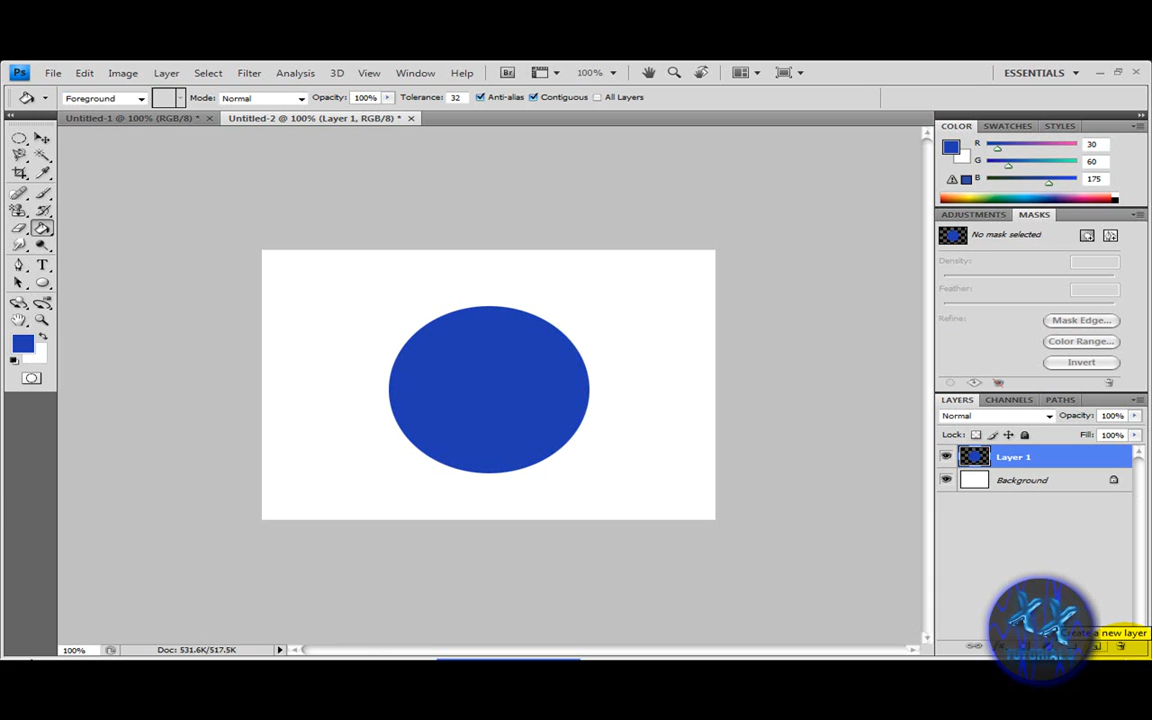 Ps File Edit Image Layer Select Filter Analysis 3D View Window Help Br 100% ESSENTIALS
Foreground Mode: Normal Opacity: 100% Tolerance: 32 Anti-alias Contiguous All Layers
Untitled-1 @ 100% (RGB/8) * Untitled-2 @ 100% (Layer 1, RGB/8) *
COLOR SWATCHES STYLES
R 30
G 60
B 175
ADJUSTMENTS MASKS
No mask selected
Density:
Feather:
Refine: Mask Edge...
Color Range...
Invert
LAYERS CHANNELS PATHS
Normal Opacity: 100%
Lock: Fill: 100%
Layer 1
Background
XK
TUTORIALS
Create a new layer
100% Doc: 531.6K/517.5K